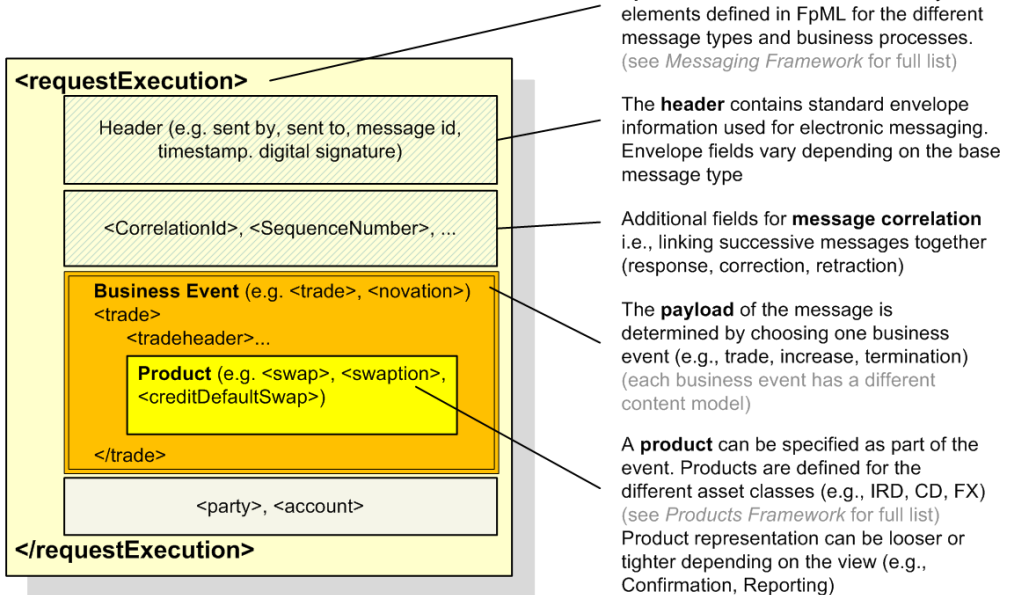 elements defined in FpML for the different
message types and business processes.
(see Messaging Framework for full list)
<requestExecution>
Header (e.g. sent by, sent to, message id,
timestamp. digital signature)
The header contains standard envelope
information used for electronic messaging.
Envelope fields vary depending on the base
message type
<CorrelationId>, <SequenceNumber>, ...
Additional fields for message correlation
i.e., linking successive messages together
(response, correction, retraction)
Business Event (e.g. <trade>, <novation>)
<trade>
<tradeheader>...
Product (e.g. <swap>, <swaption>,
<creditDefaultSwap>)
</trade>
The payload of the message is
determined by choosing one business
event (e.g., trade, increase, termination)
(each business event has a different
content model)
A product can be specified as part of the
event. Products are defined for the
different asset classes (e.g., IRD, CD, FX)
(see Products Framework for full list)
Product representation can be looser or
tighter depending on the view (e.g.,
Confirmation, Reporting)
<party>, <account>
</requestExecution>